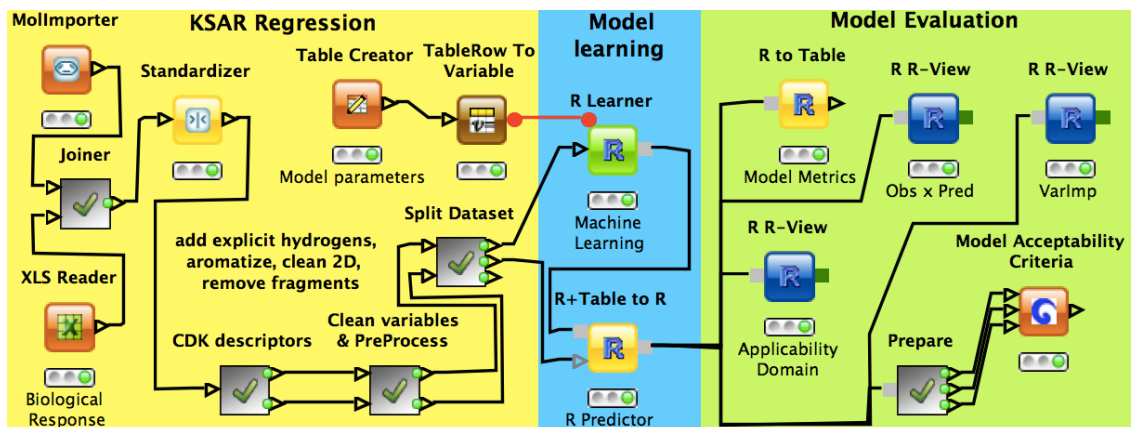 MolImporter
KSAR Regression
Model
learning
Model Evaluation
Standardizer
Table Creator
TableRow To
Variable
R Learner
R to Table
R R-View
R R-View
Joiner
Model parameters
Machine
Learning
Model Metrics
Obs x Pred
VarImp
Split Dataset
add explicit hydrogens,
aromatize, clean 2D,
remove fragments
R R-View
Model Acceptability
Criteria
XLS Reader
Biological
Response
CDK descriptors
Clean variables
& PreProcess
R+Table to R
R Predictor
Applicability
Domain
Prepare